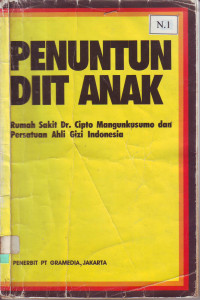 N.1
PENUNTUN
DIIT ANAK
Rumah Sakit Dr. Cipto Mangunkusumo dan
Persatuan Ahli Gizi Indonesia
PENERBIT PT GRAMEDIA, JAKARTA